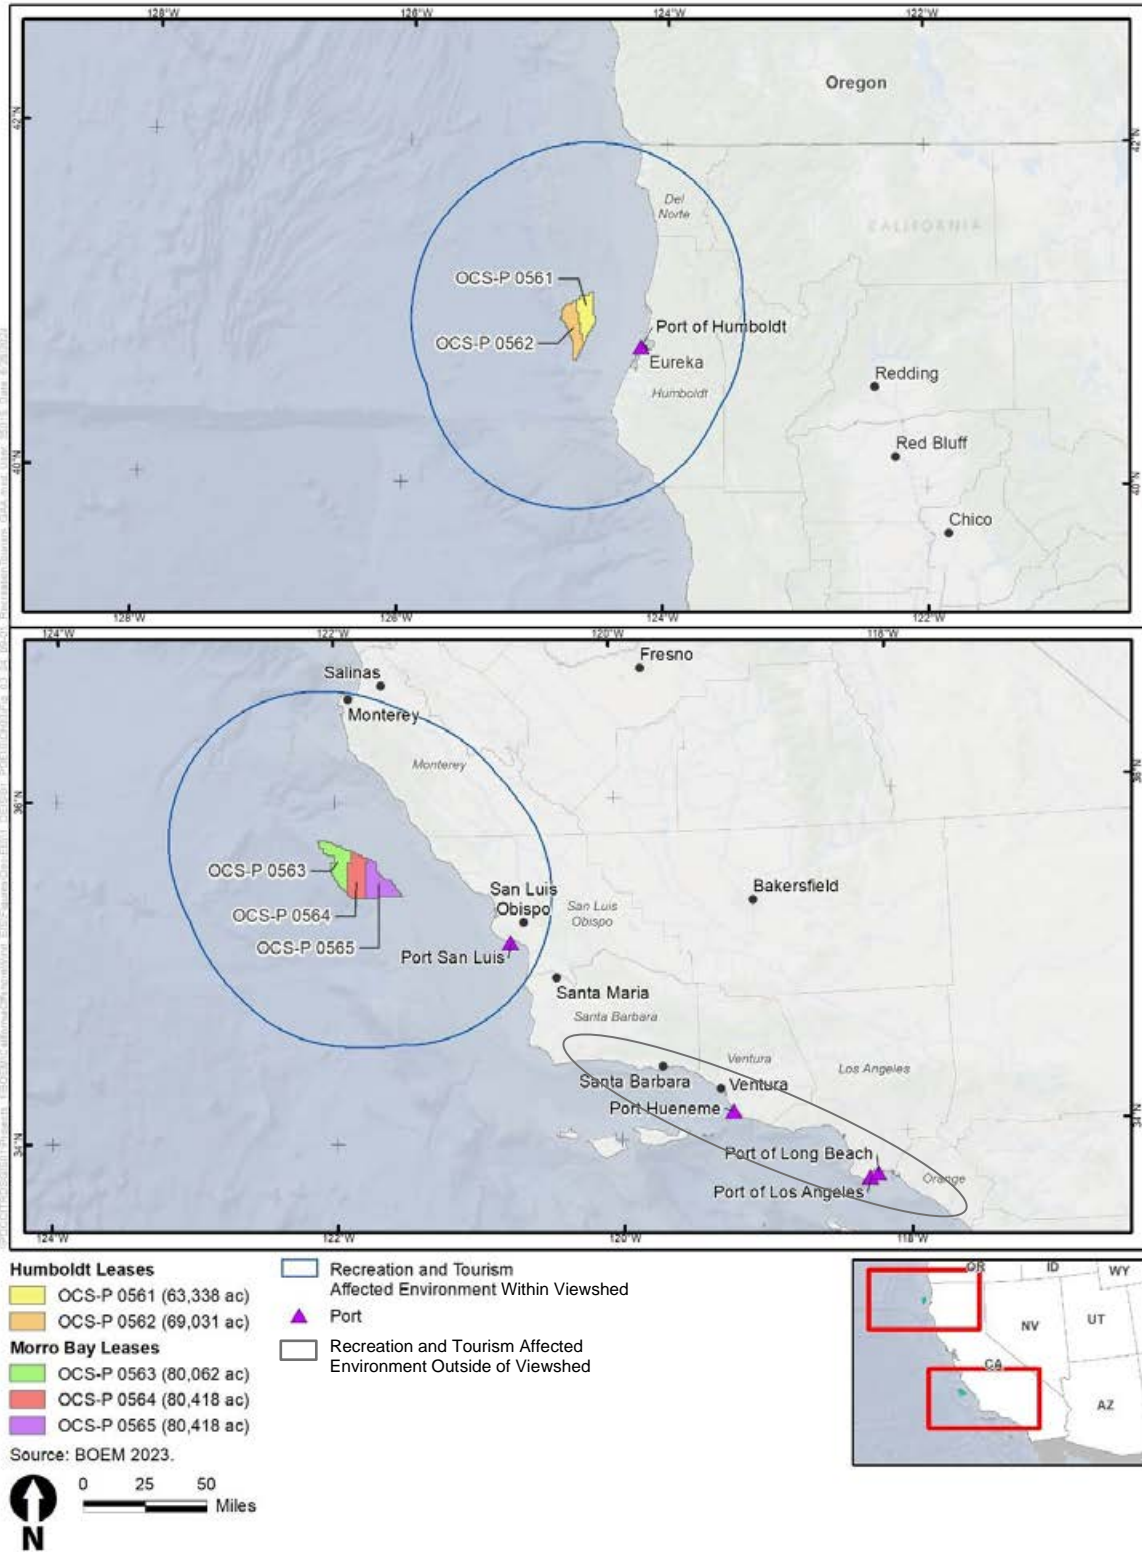 128°W
126°W
124°W
122°W
Oregon
42°N
42°N
Del
Norte
CALIFORNIA
OCS-P 0561
Port of Humboldt
OCS-P 0562
Eureka
Redding
Humboldt
Red Bluff
40°N
40°N
Chico
128°W
126°W
124°W
122°W
124°W
122°W
120°W
118°W
Fresno
Salinas
Monterey
Monterey
36°N
36°N
OCS-P 0563
San Luis
Obispo
Bakersfield
San Luis
Obispo
OCS-P 0564
OCS-P 0565
Port San Luis
Santa Maria
Santa Barbara
Ventura
Los Angeles
Santa Barbara
Ventura
Port Hueneme
34°N
34°N
Port of Long Beach
Orange
Port of Los Angeles
124°W
122°W
120°W
118°W
Humboldt Leases
OCS-P 0561 (63,338 ac)
OCS-P 0562 (69,031 ac)
Morro Bay Leases
OCS-P 0563 (80,062 ac)
OCS-P 0564 (80,418 ac)
OCS-P 0565 (80,418 ac)
Source: BOEM 2023.
0 25 50
Miles
N
Recreation and Tourism
Affected Environment Within Viewshed
Port
Recreation and Tourism Affected
Environment Outside of Viewshed
OR
ID
WY
NV
UT
CA
AZ